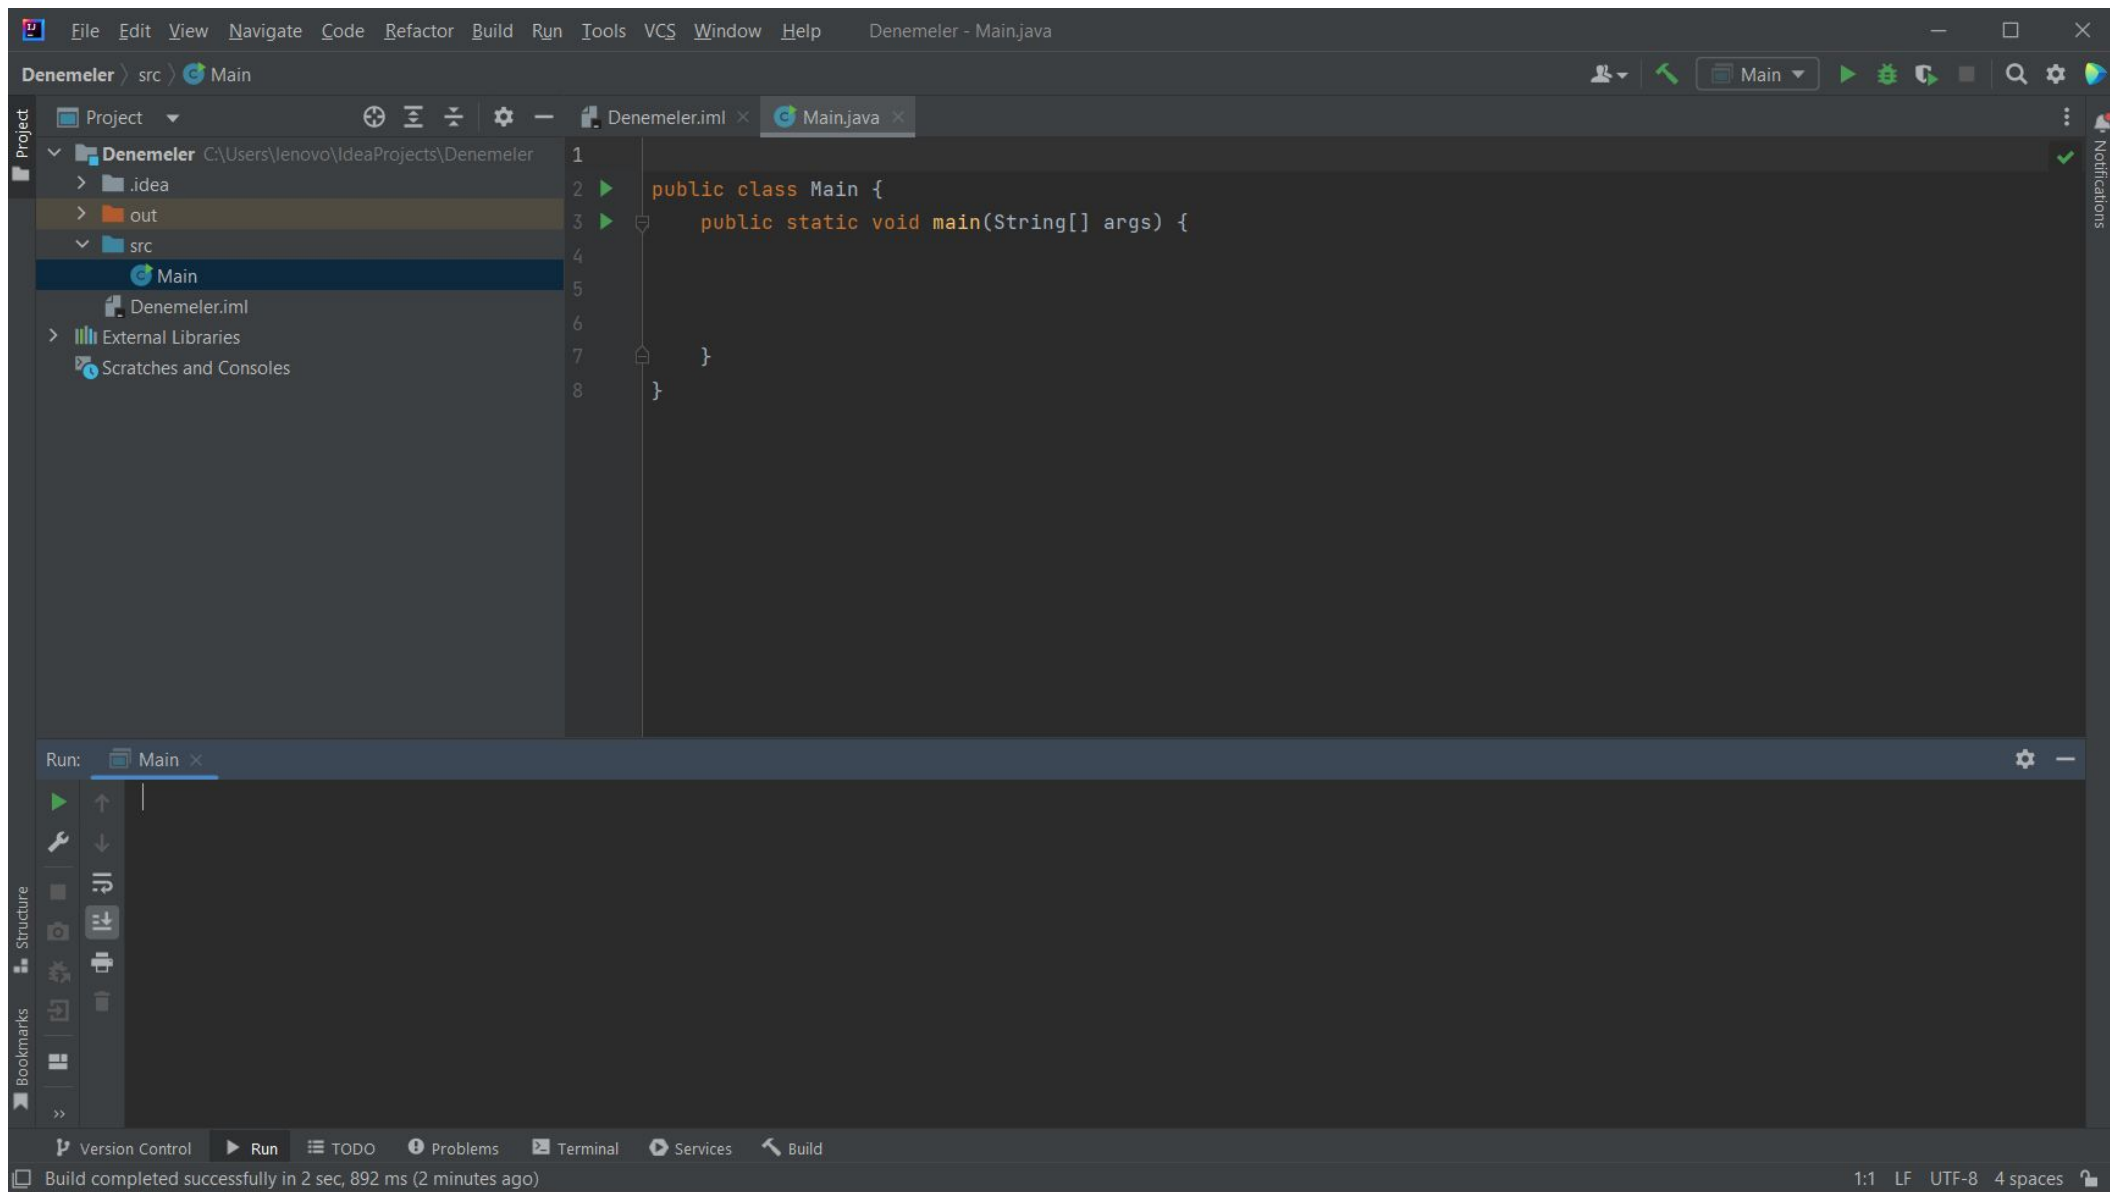 File Edit View Navigate Code Refactor Build Run Tools VCS Window Help Denemeler - Main.java
Denemeler src Main
Main
Project
Project
Denemeler.iml
Main.java
Denemeler C:\Users\lenovo\IdeaProjects\Denemeler
.idea
out
src
Main
Denemeler.iml
External Libraries
Scratches and Consoles
1
2 public class Main {
3 public static void main(String[] args) {
4
5
6
7 }
8 }
Notifications
Run: Main
Structure
Bookmarks
Version Control Run TODO Problems Terminal Services Build
Build completed successfully in 2 sec, 892 ms (2 minutes ago) 1:1 LF UTF-8 4 spaces